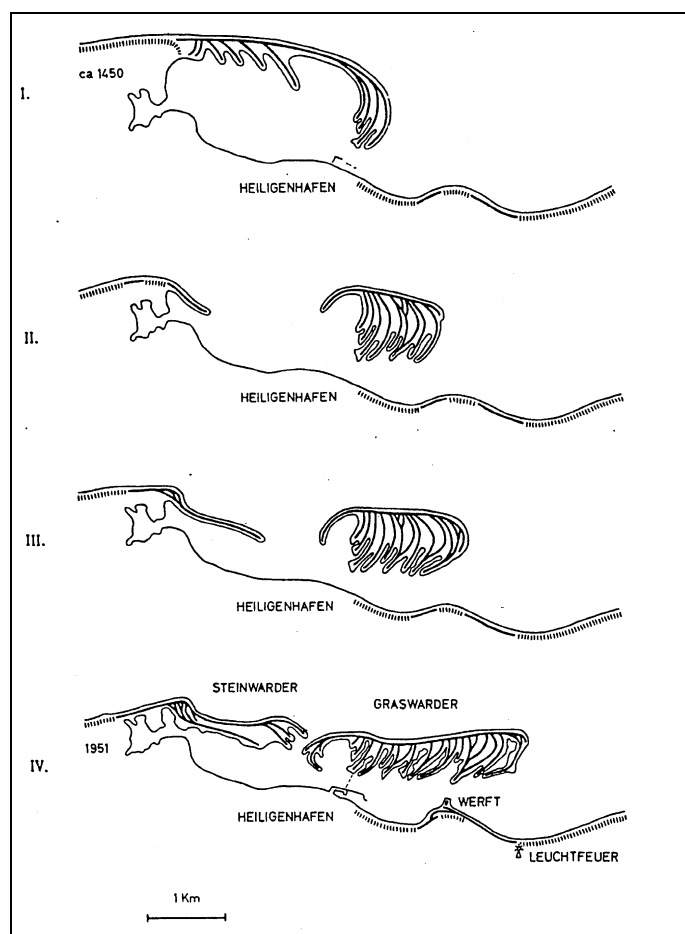 ca 1450
I.
HEILIGENHAFEN
II.
HEILIGENHAFEN
III.
HEILIGENHAFEN
STEINWARDER
GRASWARDER
1951
IV.
WERFT
HEILIGENHAFEN
LEUCHTFEUER
1 Km